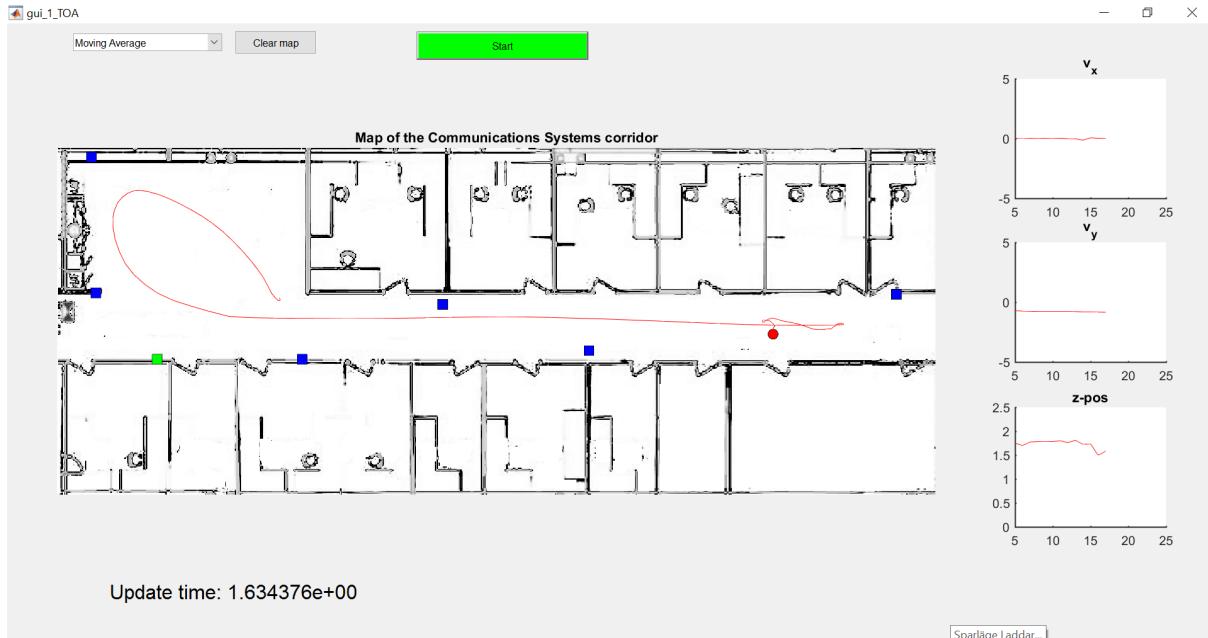 gui_1_TOA
Moving Average
Clear map
Start
Map of the Communications Systems corridor
v_x
5
0
-5
5 10 15 20 25
v_y
5
0
-5
5 10 15 20 25
z-pos
2.5
2
1.5
1
0.5
0
5 10 15 20 25
Update time: 1.634376e+00
Sparläge Laddar...